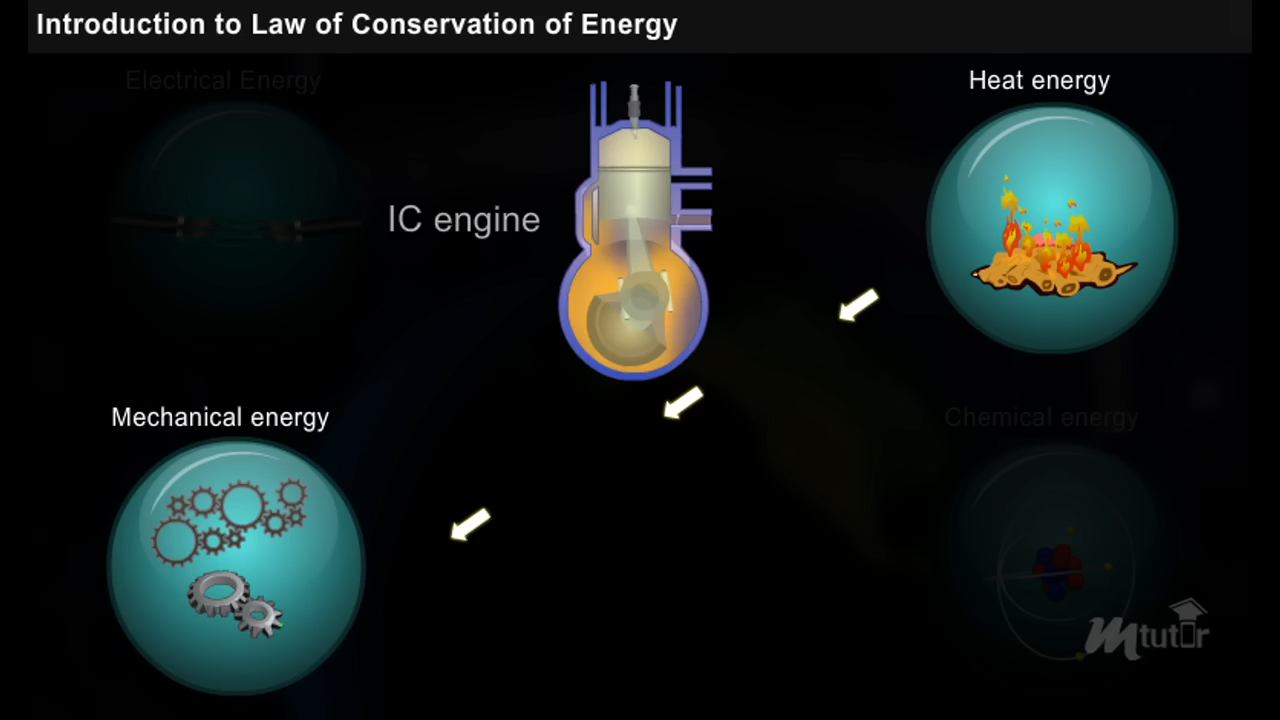 Introduction to Law of Conservation of Energy
Electrical Energy
Heat energy
IC engine
Mechanical energy
Chemical energy
Mtutor